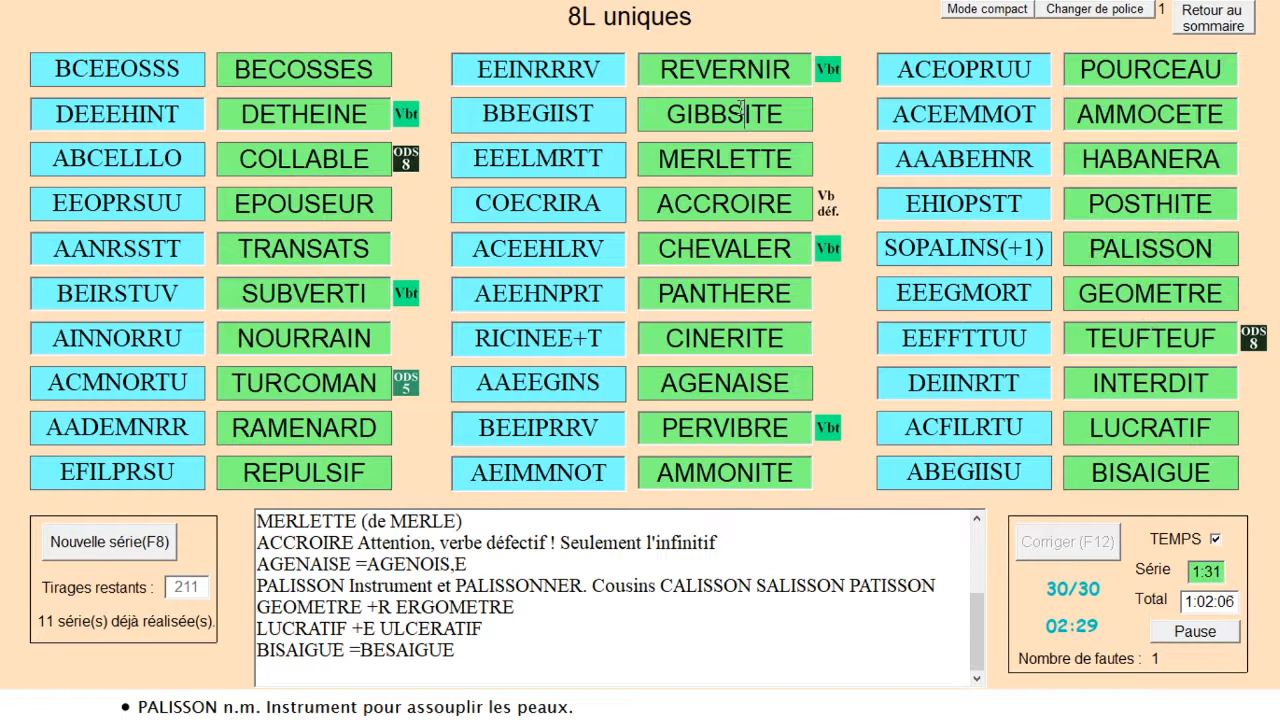 8L uniques
Mode compact
Changer de police
1
Retour au
sommaire
BCEEOSSS BECOSSES
DEEEHINT DETHEINE Vbt
ABCELLLO COLLABLE ODS 8
EEOPRSUU EPOUSEUR
AANRSSTT TRANSATS
BEIRSTUV SUBVERTI Vbt
AINNORRU NOURRAIN
ACMNORTU TURCOMAN ODS 5
AADEMNRR RAMENARD
EFILPRSU REPULSIF
EEINRRRV REVERNIR Vbt
BBEGIIST GIBBSITE
EEELMRTT MERLETTE
COECRIRA ACCROIRE Vb déf.
ACEEHLRV CHEVALER Vbt
AEEHNPRT PANTHERE
RICINEE+T CINERITE
AAEEGINS AGENAISE
BEEIPRRV PERVIBRE Vbt
AEIMMNOT AMMONITE
ACEOPRUU POURCEAU
ACEEMMOT AMMOCETE
AAABEHNR HABANERA
EHIOPSTT POSTHITE
SOPALINS(+1) PALISSON
EEEGMORT GEOMETRE
EEFFTTUU TEUFTEUF ODS 8
DEIINRTT INTERDIT
ACFILRTU LUCRATIF
ABEGIISU BISAIGUE
Nouvelle série(F8)
Tirages restants : 211
11 série(s) déjà réalisée(s).
MERLETTE (de MERLE)
ACCROIRE Attention, verbe défectif ! Seulement l'infinitif
AGENAISE =AGENOIS,E
PALISSON Instrument et PALISSONNER. Cousins CALISSON SALISSON PATISSON
GEOMETRE +R ERGOMETRE
LUCRATIF +E ULCERATIF
BISAIGUE =BESAIGUE
Corriger (F12)
TEMPS
Série 1:31
30/30
Total 1:02:06
02:29
Pause
Nombre de fautes : 1
• PALISSON n.m. Instrument pour assouplir les peaux.